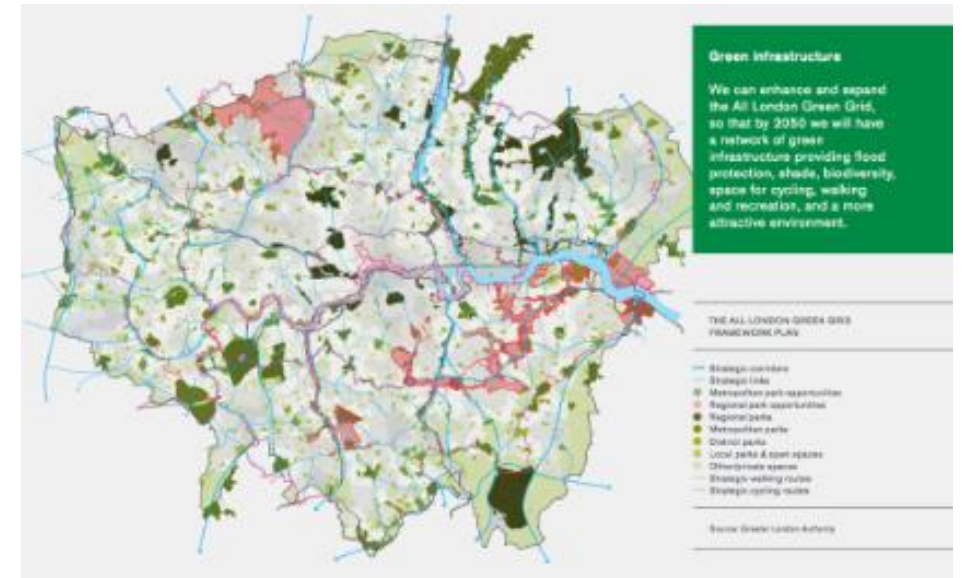 Green infrastructure
We can enhance and expand
the All London Green Grid,
so that by 2050 we will have
a network of green
infrastructure providing flood
protection, shade, biodiversity,
space for cycling, walking
and recreation, and a more
attractive environment.
THE ALL LONDON GREEN GRID
FRAMEWORK PLAN
Strategic corridors
Strategic links
Metropolitan park opportunities
Regional park opportunities
Regional parks
Metropolitan parks
District parks
Local parks & open spaces
Other/private spaces
Strategic walking routes
Strategic cycling routes
Source: Greater London Authority